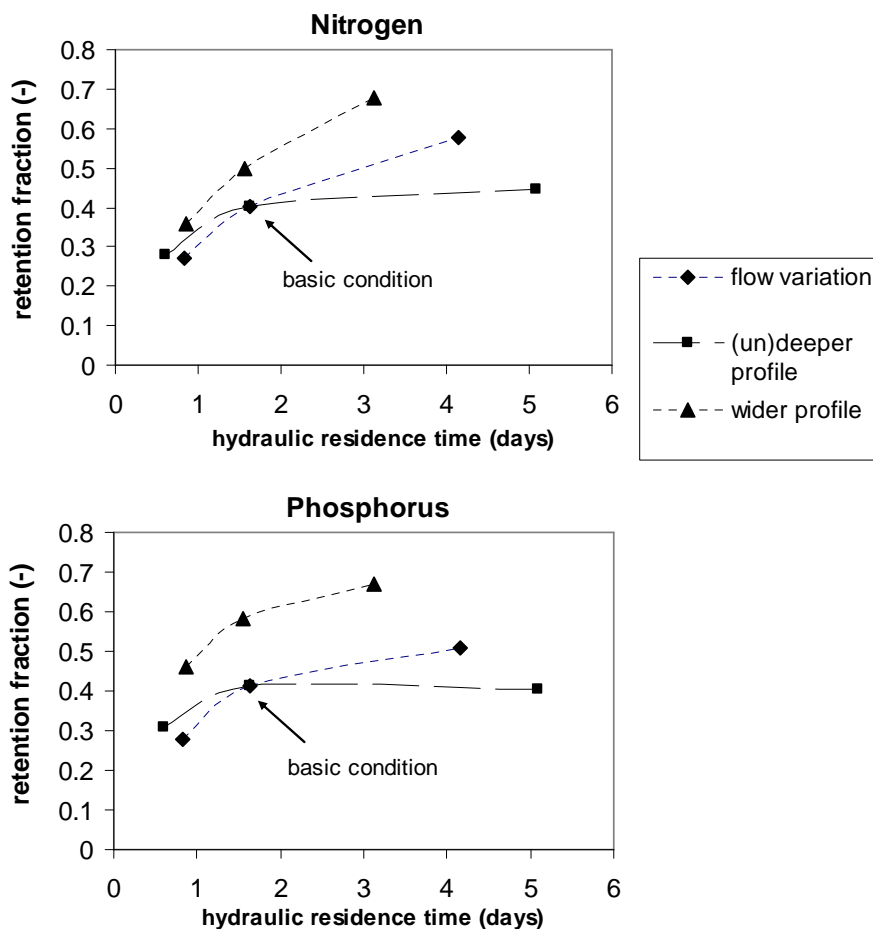 Nitrogen
retention fraction (-)
0.8
0.7
0.6
0.5
0.4
0.3
0.2
0.1
0
basic condition
0 1 2 3 4 5 6
hydraulic residence time (days)
flow variation
(un)deeper
profile
wider profile
Phosphorus
retention fraction (-)
0.8
0.7
0.6
0.5
0.4
0.3
0.2
0.1
0
basic condition
0 1 2 3 4 5 6
hydraulic residence time (days)